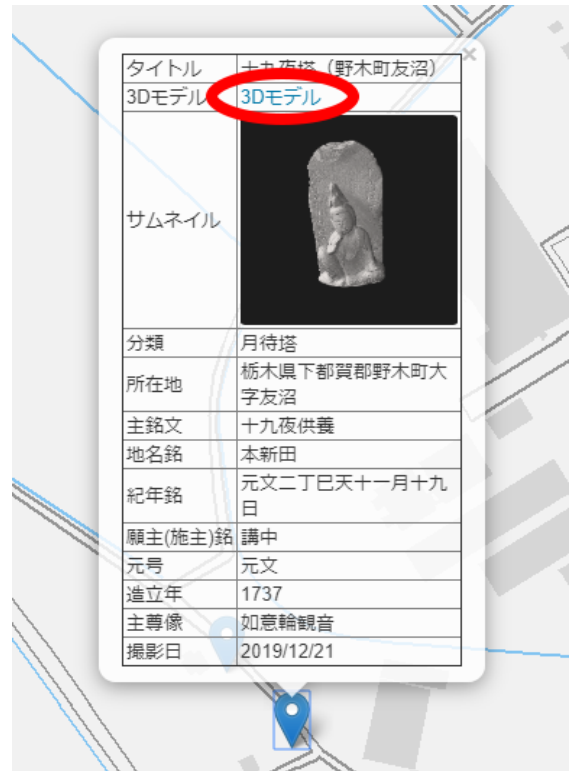 タイトル 十九夜塔（野木町友沼）
3Dモデル 3Dモデル
サムネイル
分類 月待塔
所在地 栃木県下都賀郡野木町大
字友沼
主銘文 十九夜供養
地名銘 本新田
紀年銘 元文二丁巳天十一月十九
日
願主(施主)銘 講中
元号 元文
造立年 1737
主尊像 如意輪観音
撮影日 2019/12/21